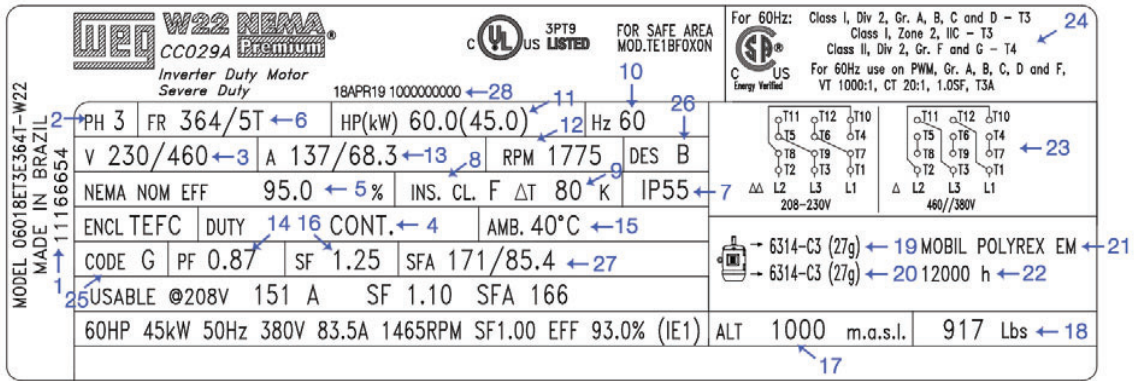 WEG W22 NEMA Premium
CC029A
Inverter Duty Motor
Severe Duty
18APR19 1000000000 28
C UL US LISTED 3PT9
FOR SAFE AREA
MOD.TE1BF0X0N
For 60Hz: Class I, Div 2, Gr. A, B, C and D - T3
Class I, Zone 2, IIC - T3
Class II, Div 2, Gr. F and G - T4
For 60Hz use on PWM, Gr. A, B, C, D and F,
VT 1000:1, CT 20:1, 1.0SF, T3A
24
C SA US
Energy Verified
MODEL 06018ET3E364T-W22
MADE IN BRAZIL
1 11166654
2 PH 3 FR 364/5T 6 HP(kW) 60.0(45.0) 11 Hz 60 10
V 230/460 3 A 137/68.3 13 RPM 1775 12 DES B 26
NEMA NOM EFF 95.0 5 % INS. CL. F 8 ΔT 80 K 9 IP55 7
ENCL TEFC DUTY CONT. 4 AMB. 40°C 15
25 CODE G PF 0.87 14 SF 1.25 16 SFA 171/85.4 27
USABLE @208V 151 A SF 1.10 SFA 166
60HP 45kW 50Hz 380V 83.5A 1465RPM SF1.00 EFF 93.0% (IE1)
T11 T12 T10
T5 T6 T4
T8 T9 T7
T2 T3 T1
ΔΔ L2 L3 L1
208-230V
T11 T12 T10
T5 T6 T4
T8 T9 T7
T2 T3 T1
Δ L2 L3 L1
460//380V
23
6314-C3 (27g) 19 MOBIL POLYREX EM 21
6314-C3 (27g) 20 12000 h 22
ALT 1000 m.a.s.l. 17
917 Lbs 18